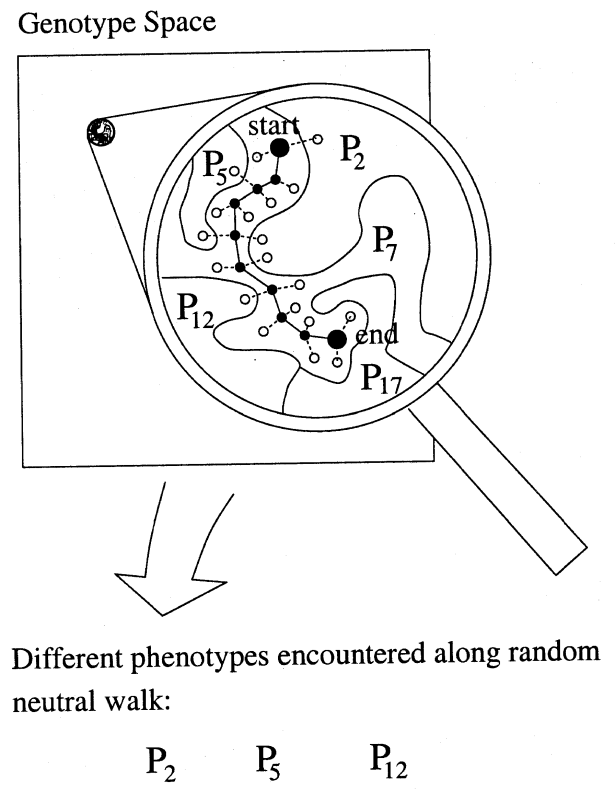 Genotype Space
start
P5
P2
P7
P12
end
P17
Different phenotypes encountered along random
neutral walk:
P2 P5 P12